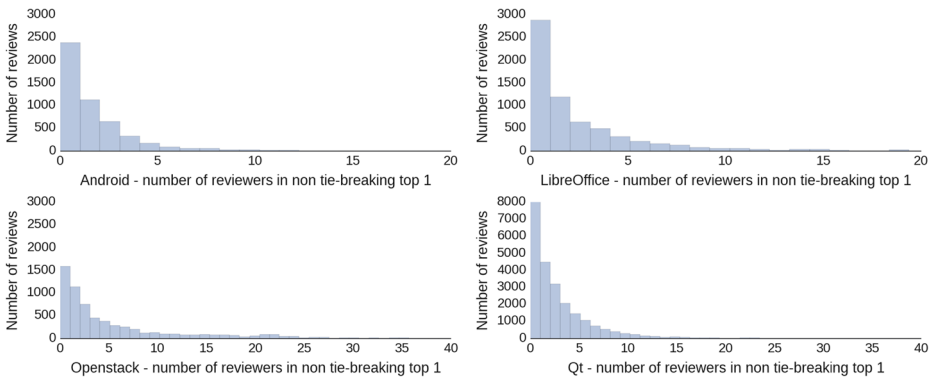 3000
2500
2000
1500
1000
500
0
Number of reviews
0 5 10 15 20
Android - number of reviewers in non tie-breaking top 1
3000
2500
2000
1500
1000
500
0
Number of reviews
0 5 10 15 20
LibreOffice - number of reviewers in non tie-breaking top 1
3000
2500
2000
1500
1000
500
0
Number of reviews
0 5 10 15 20 25 30 35 40
Openstack - number of reviewers in non tie-breaking top 1
8000
7000
6000
5000
4000
3000
2000
1000
0
Number of reviews
0 5 10 15 20 25 30 35 40
Qt - number of reviewers in non tie-breaking top 1